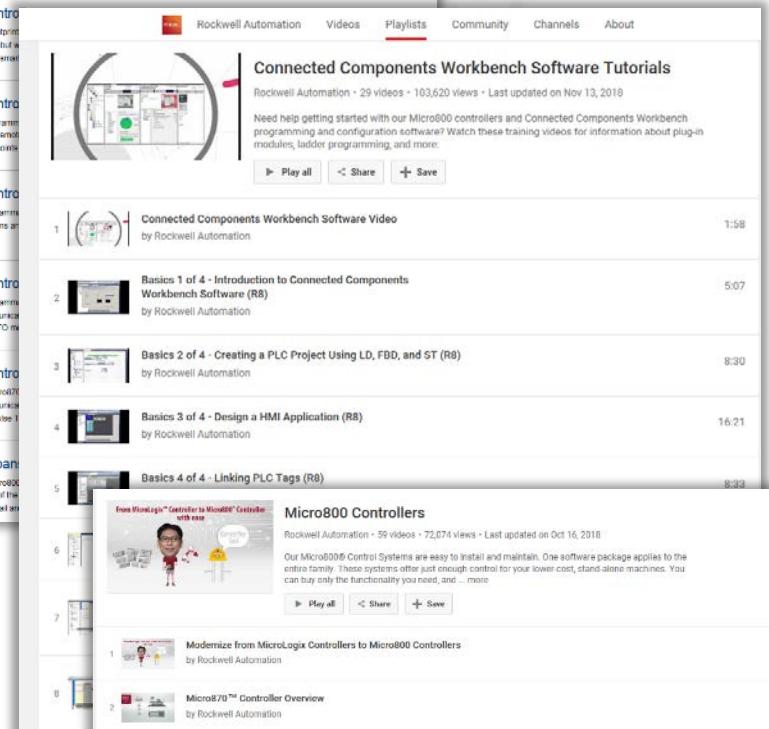 Rockwell Automation Videos Playlists Community Channels About
Connected Components Workbench Software Tutorials
Rockwell Automation • 29 videos • 103,620 views • Last updated on Nov 13, 2018
Need help getting started with our Micro800 controllers and Connected Components Workbench
programming and configuration software? Watch these training videos for information about plug-in
modules, ladder programming, and more:
Play all Share Save
1 Connected Components Workbench Software Video 1:58
by Rockwell Automation
2 Basics 1 of 4 - Introduction to Connected Components
Workbench Software (R8) 5:07
by Rockwell Automation
3 Basics 2 of 4 - Creating a PLC Project Using LD, FBD, and ST (R8) 8:30
by Rockwell Automation
4 Basics 3 of 4 - Design a HMI Application (R8) 16:21
by Rockwell Automation
5 Basics 4 of 4 - Linking PLC Tags (R8) 8:33
6
7
8
From MicroLogix™ Controller to Micro800® Controller
with ease
Micro800 Controllers
Rockwell Automation • 59 videos • 72,074 views • Last updated on Oct 16, 2018
Our Micro800® Control Systems are easy to install and maintain. One software package applies to the
entire family. These systems offer just enough control for your lower-cost, stand-alone machines. You
can buy only the functionality you need, and ... more
Play all Share Save
1 Modernize from MicroLogix Controllers to Micro800 Controllers
by Rockwell Automation
2 Micro870™ Controller Overview
by Rockwell Automation